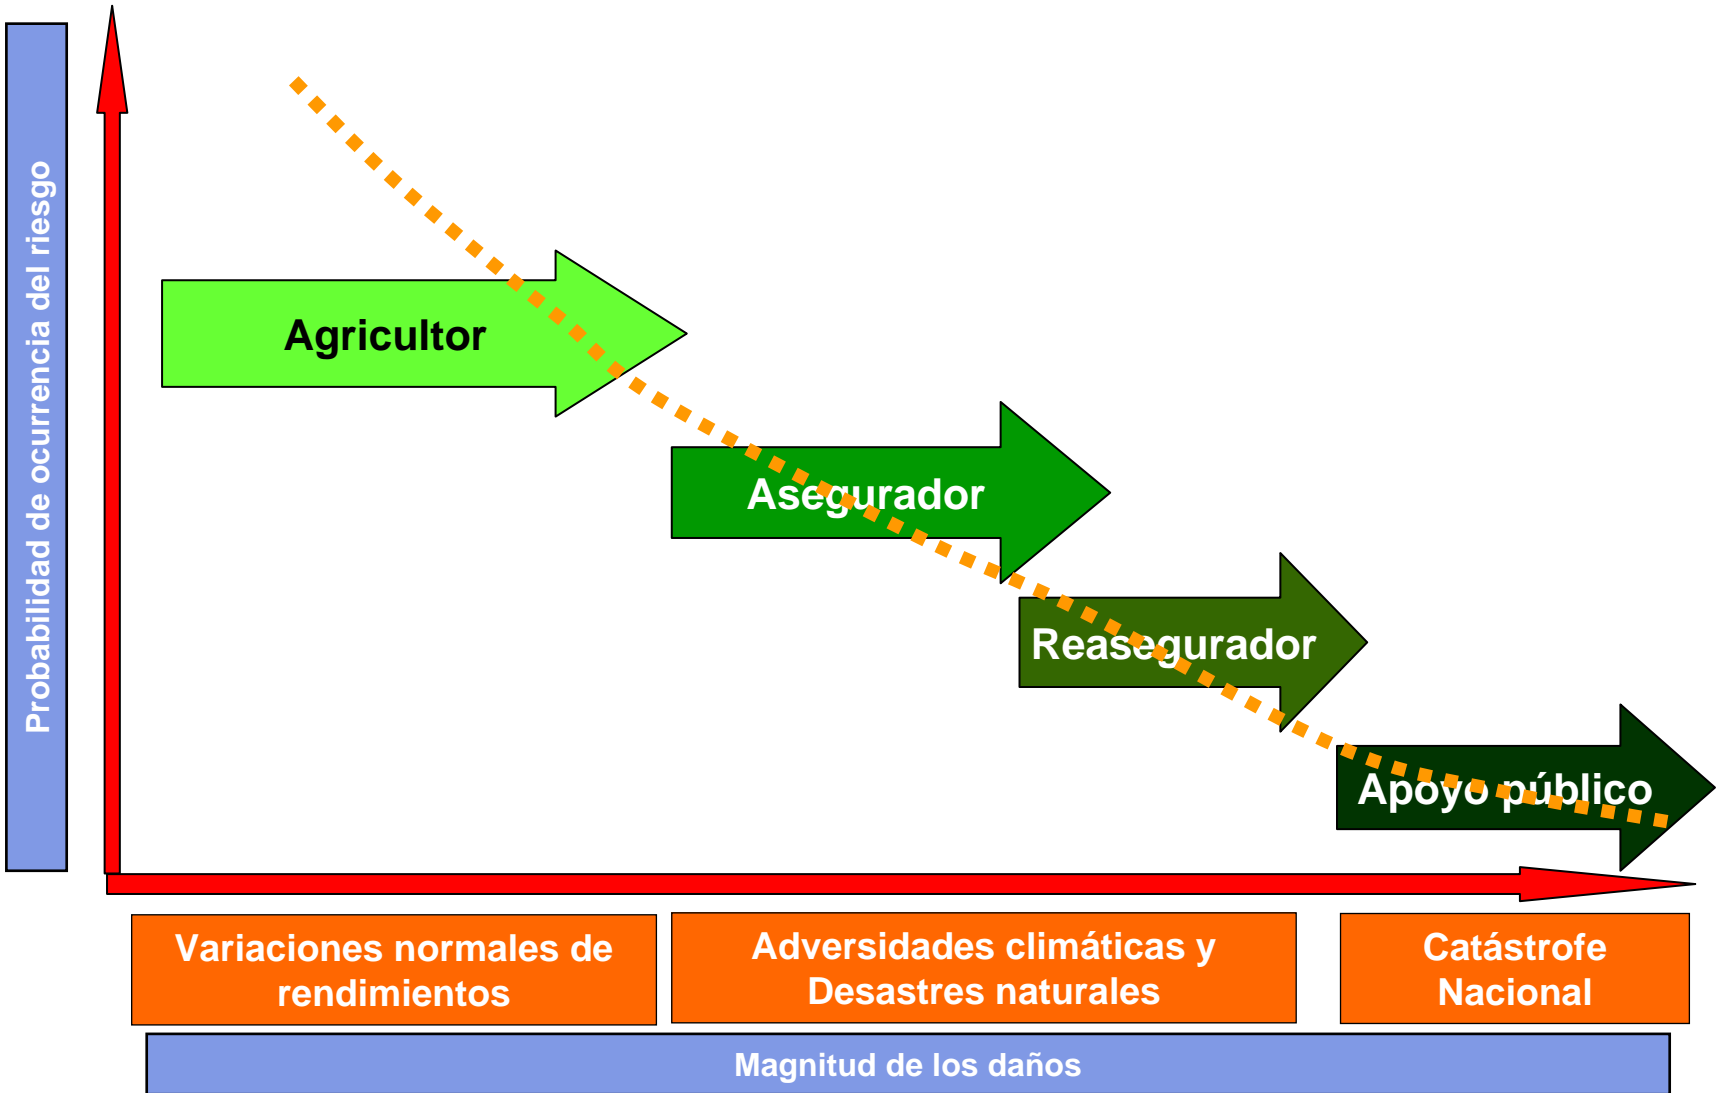 Probabilidad de ocurrencia del riesgo
Agricultor
Asegurador
Reasegurador
Apoyo público
Variaciones normales de
rendimientos
Adversidades climáticas y
Desastres naturales
Catástrofe
Nacional
Magnitud de los daños